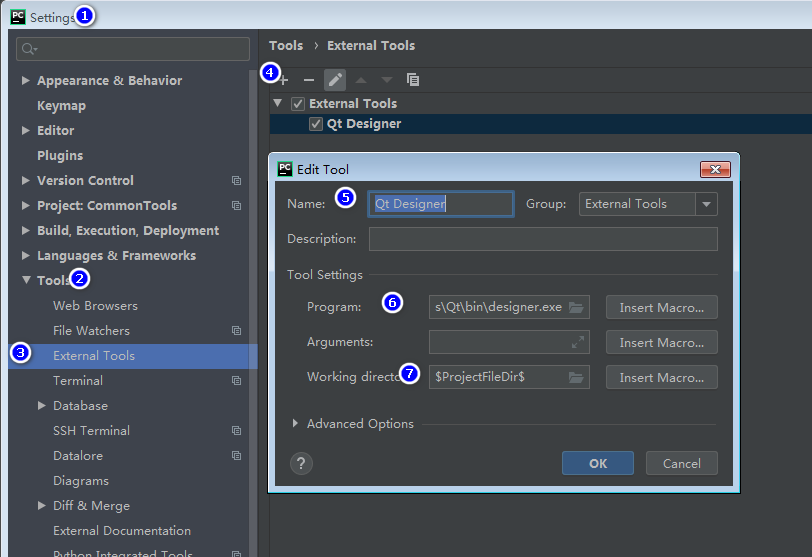 PC Settings 1
Tools › External Tools
4
Appearance & Behavior
Keymap
Editor
Plugins
Version Control
Project: CommonTools
Build, Execution, Deployment
Languages & Frameworks
Tools 2
Web Browsers
File Watchers
3 External Tools
Terminal
Database
SSH Terminal
Datalore
Diagrams
Diff & Merge
External Documentation
Python Integrated Tools
External Tools
Qt Designer
PC Edit Tool
Name: 5 Qt Designer Group: External Tools
Description:
Tool Settings
Program: 6 s\Qt\bin\designer.exe Insert Macro...
Arguments: Insert Macro...
Working directo 7 $ProjectFileDir$ Insert Macro...
Advanced Options
? OK Cancel